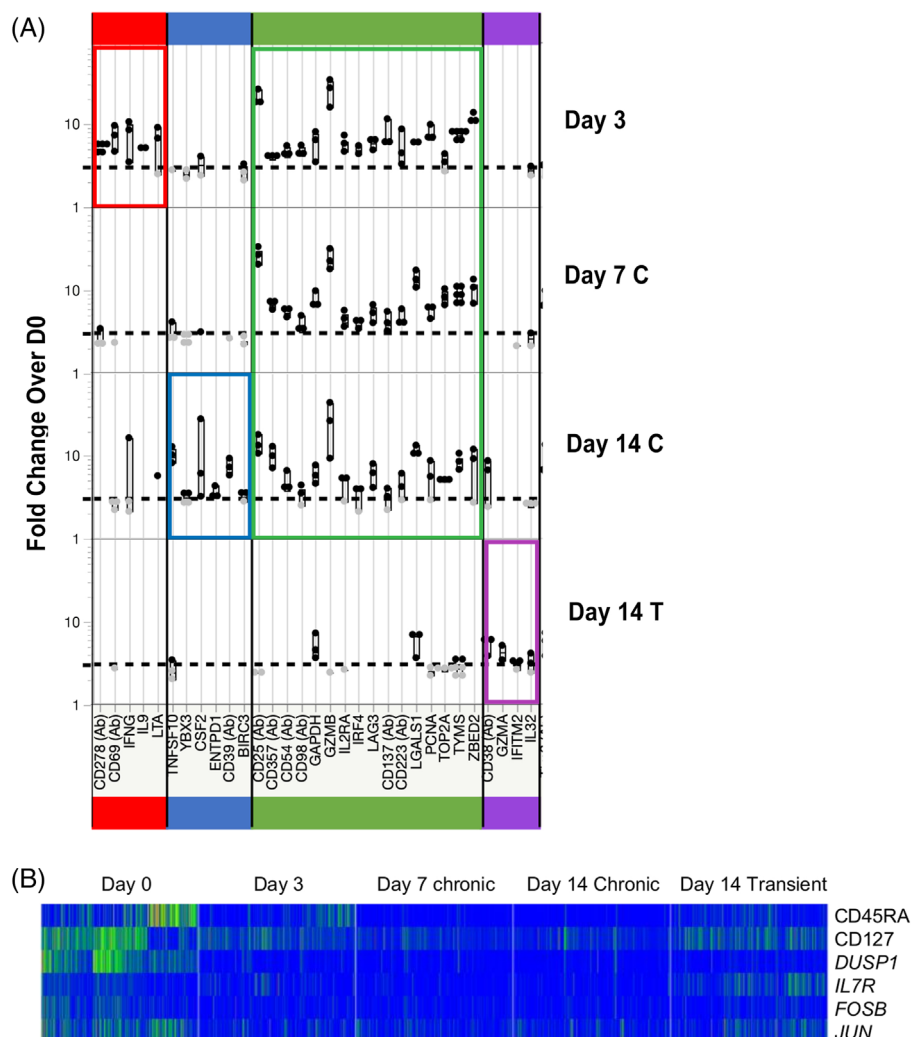 (A)
10
1
Day 3
10
1
Day 7 C
Fold Change Over D0
10
1
Day 14 C
10
1
Day 14 T
CD278 (Ab)
CD69 (Ab)
IFNG
IL9
LTA
TNFSF10
YBX3
CSF2
ENTPD1
CD39 (Ab)
BIRC3
CD25 (Ab)
CD357 (Ab)
CD54 (Ab)
CD98 (Ab)
GAPDH
GZMB
IL2RA
IRF4
LAG3
CD137 (Ab)
CD223 (Ab)
LGALS1
PCNA
TOP2A
TYMS
ZBED2
CD38 (Ab)
GZMA
IFITM2
IL32
(B)
Day 0 Day 3 Day 7 chronic Day 14 Chronic Day 14 Transient
CD45RA
CD127
DUSP1
IL7R
FOSB
JUN